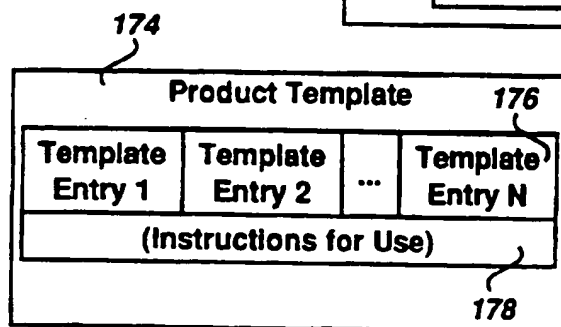 174
Product Template
176
Template Template ... Template
Entry 1 Entry 2 Entry N
(Instructions for Use)
178